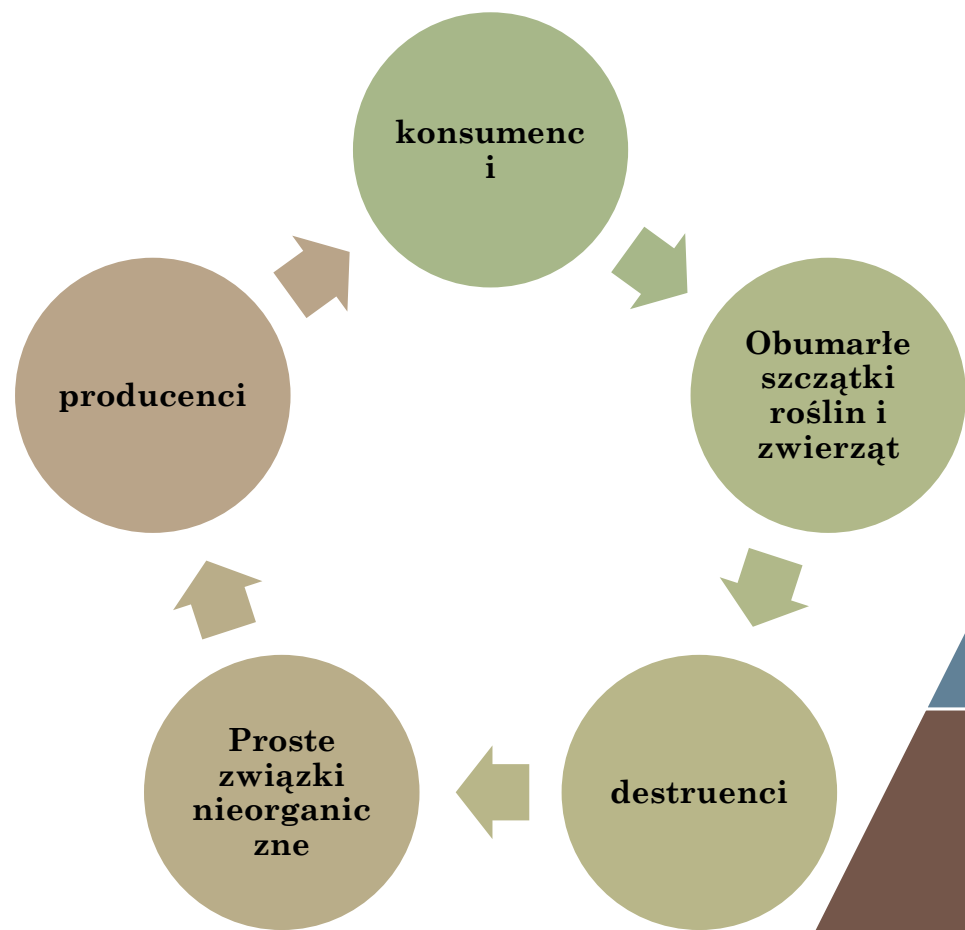 konsumenc
i
Obumarłe
szczątki
roślin i
zwierząt
destruenci
Proste
związki
nieorganic
zne
producenci